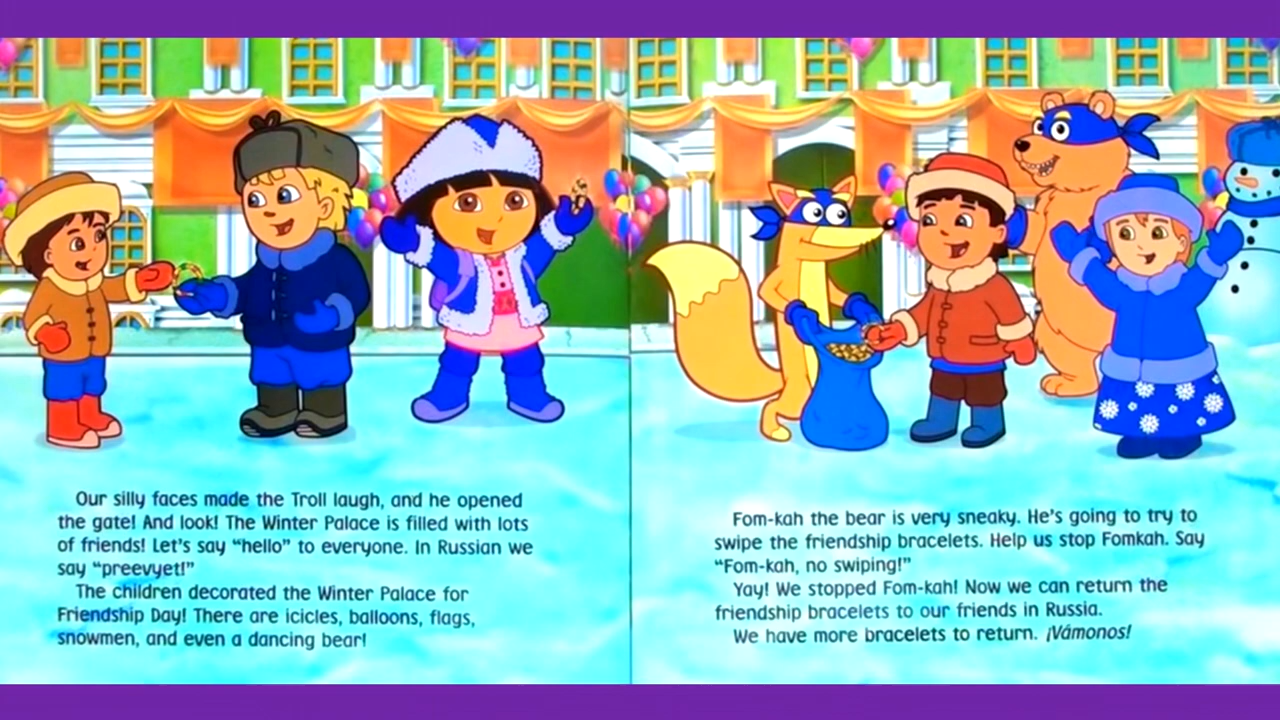 Our silly faces made the Troll laugh, and he opened
the gate! And look! The Winter Palace is filled with lots
of friends! Let's say “hello” to everyone. In Russian we
say “preevyet!”
The children decorated the Winter Palace for
Friendship Day! There are icicles, balloons, flags,
snowmen, and even a dancing bear!
Fom-kah the bear is very sneaky. He's going to try to
swipe the friendship bracelets. Help us stop Fomkah. Say
“Fom-kah, no swiping!”
Yay! We stopped Fom-kah! Now we can return the
friendship bracelets to our friends in Russia.
We have more bracelets to return. ¡Vámonos!